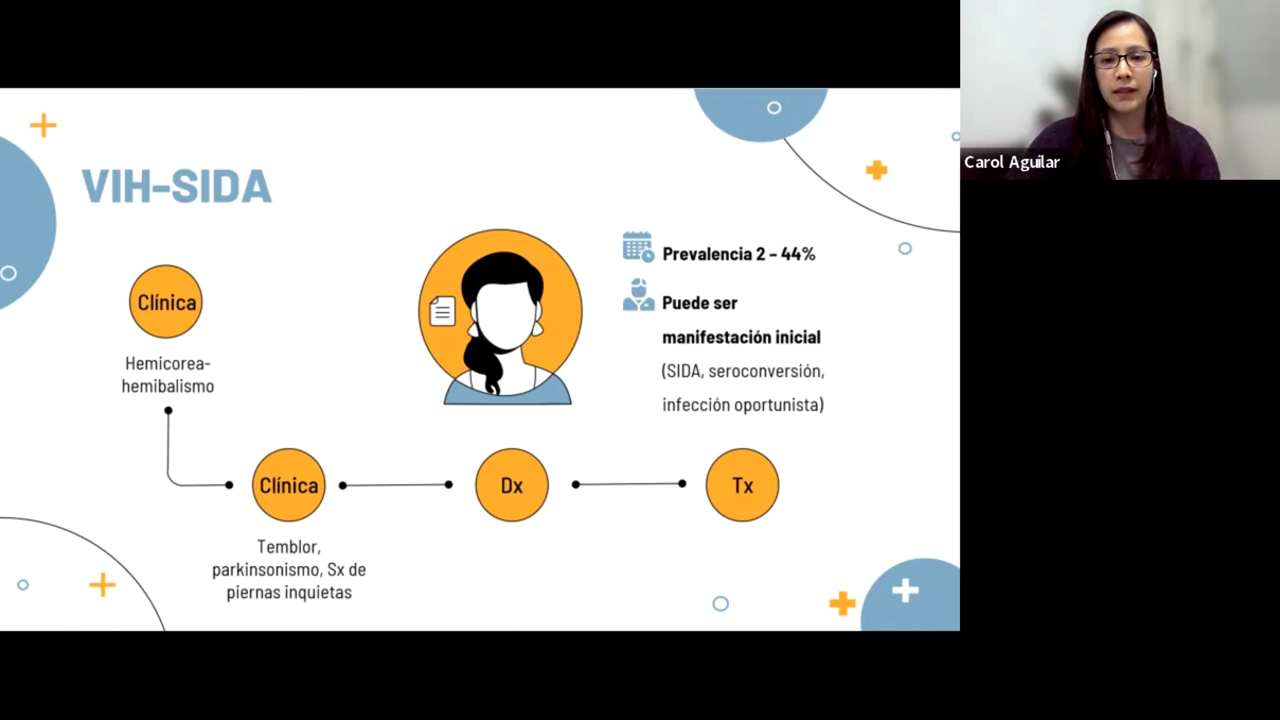 VIH-SIDA
Clínica
Hemicorea-
hemibalismo
Clínica
Temblor,
parkinsonismo, Sx de
piernas inquietas
Dx
Tx
Prevalencia 2 – 44%
Puede ser
manifestación inicial
(SIDA, seroconversión,
infección oportunista)
Carol Aguilar